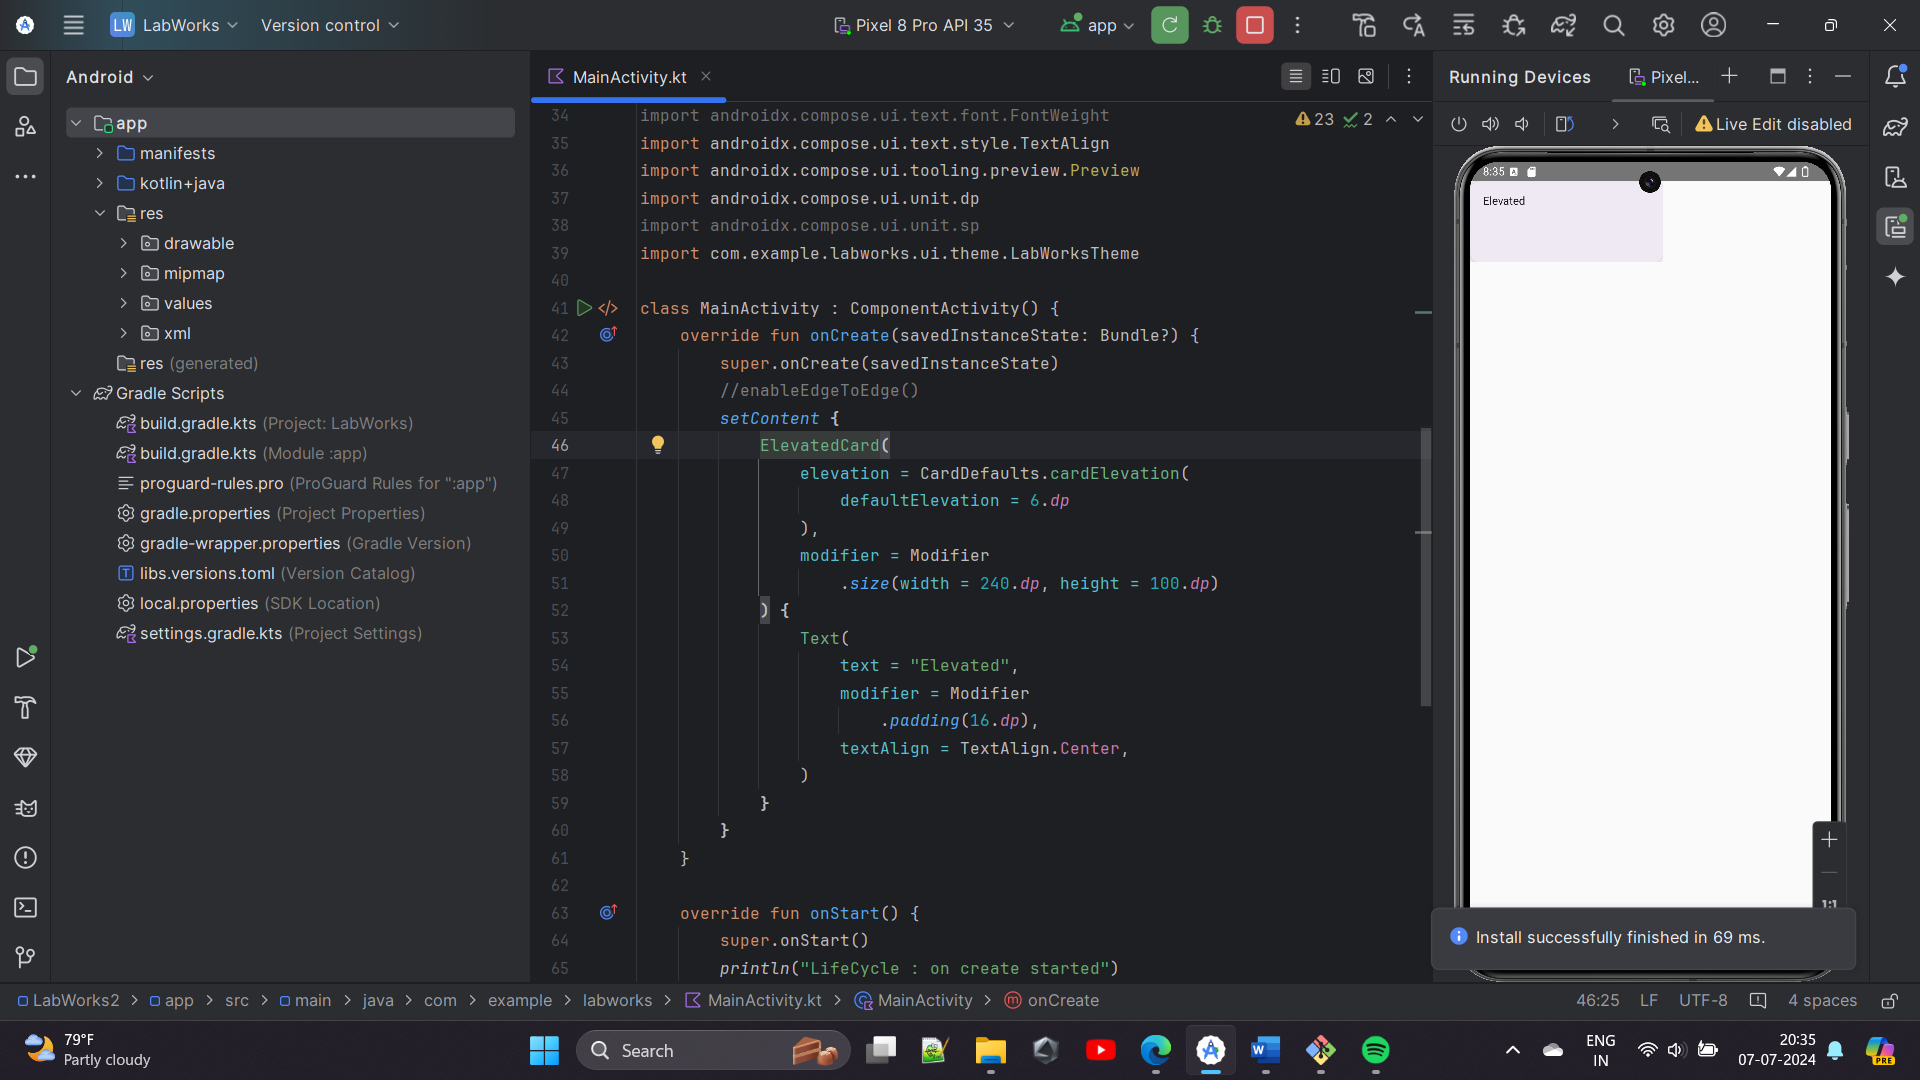 LW LabWorks Version control Pixel 8 Pro API 35 app
Android
app
manifests
kotlin+java
res
drawable
mipmap
values
xml
res (generated)
Gradle Scripts
build.gradle.kts (Project: LabWorks)
build.gradle.kts (Module :app)
proguard-rules.pro (ProGuard Rules for ":app")
gradle.properties (Project Properties)
gradle-wrapper.properties (Gradle Version)
libs.versions.toml (Version Catalog)
local.properties (SDK Location)
settings.gradle.kts (Project Settings)
MainActivity.kt
23 2
34 import androidx.compose.ui.text.font.FontWeight
35 import androidx.compose.ui.text.style.TextAlign
36 import androidx.compose.ui.tooling.preview.Preview
37 import androidx.compose.ui.unit.dp
38 import androidx.compose.ui.unit.sp
39 import com.example.labworks.ui.theme.LabWorksTheme
40
41 class MainActivity : ComponentActivity() {
42 override fun onCreate(savedInstanceState: Bundle?) {
43 super.onCreate(savedInstanceState)
44 //enableEdgeToEdge()
45 setContent {
46 ElevatedCard(
47 elevation = CardDefaults.cardElevation(
48 defaultElevation = 6.dp
49 ),
50 modifier = Modifier
51 .size(width = 240.dp, height = 100.dp)
52 ) {
53 Text(
54 text = "Elevated",
55 modifier = Modifier
56 .padding(16.dp),
57 textAlign = TextAlign.Center,
58 )
59 }
60 }
61 }
62
63 override fun onStart() {
64 super.onStart()
65 println("LifeCycle : on create started")
Running Devices Pixel...
Live Edit disabled
8:35
Elevated
1:1
Install successfully finished in 69 ms.
LabWorks2 > app > src > main > java > com > example > labworks > MainActivity.kt > MainActivity > onCreate
46:25 LF UTF-8 4 spaces
79°F
Partly cloudy
Search
ENG
IN
20:35
07-07-2024
PRE